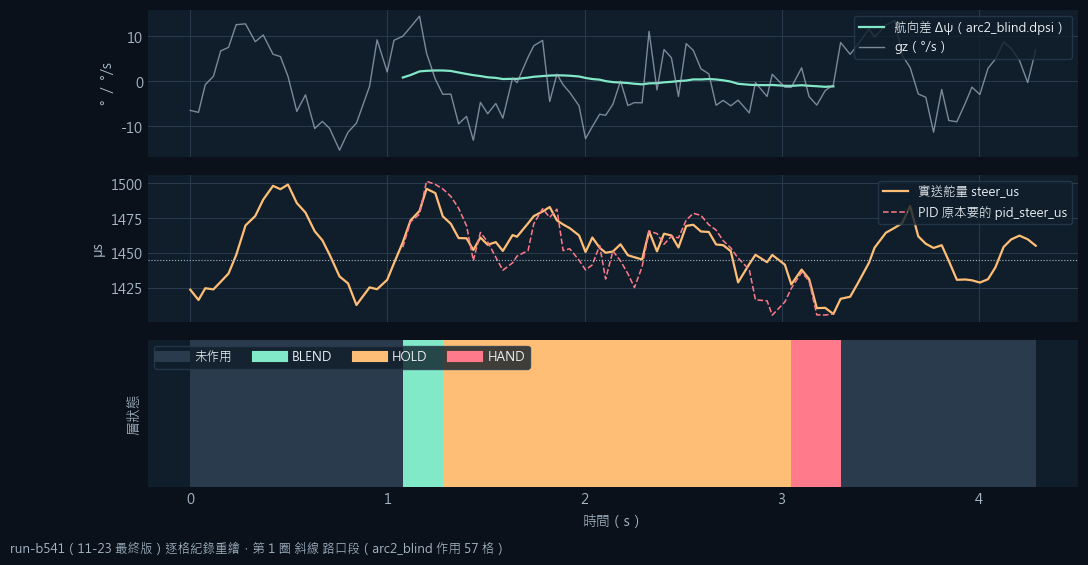 航向差 Δψ ( arc2_blind.dpsi )
gz ( °/s )
10
0
-10
° / °/s
實送舵量 steer_us
PID 原本要的 pid_steer_us
1500
1475
1450
1425
µs
未作用
BLEND
HOLD
HAND
層狀態
0
1
2
3
4
時間 ( s )
run-b541 ( 11-23 最終版 ) 逐格紀錄重繪 · 第 1 圈 斜線 路口段 ( arc2_blind 作用 57 格 )